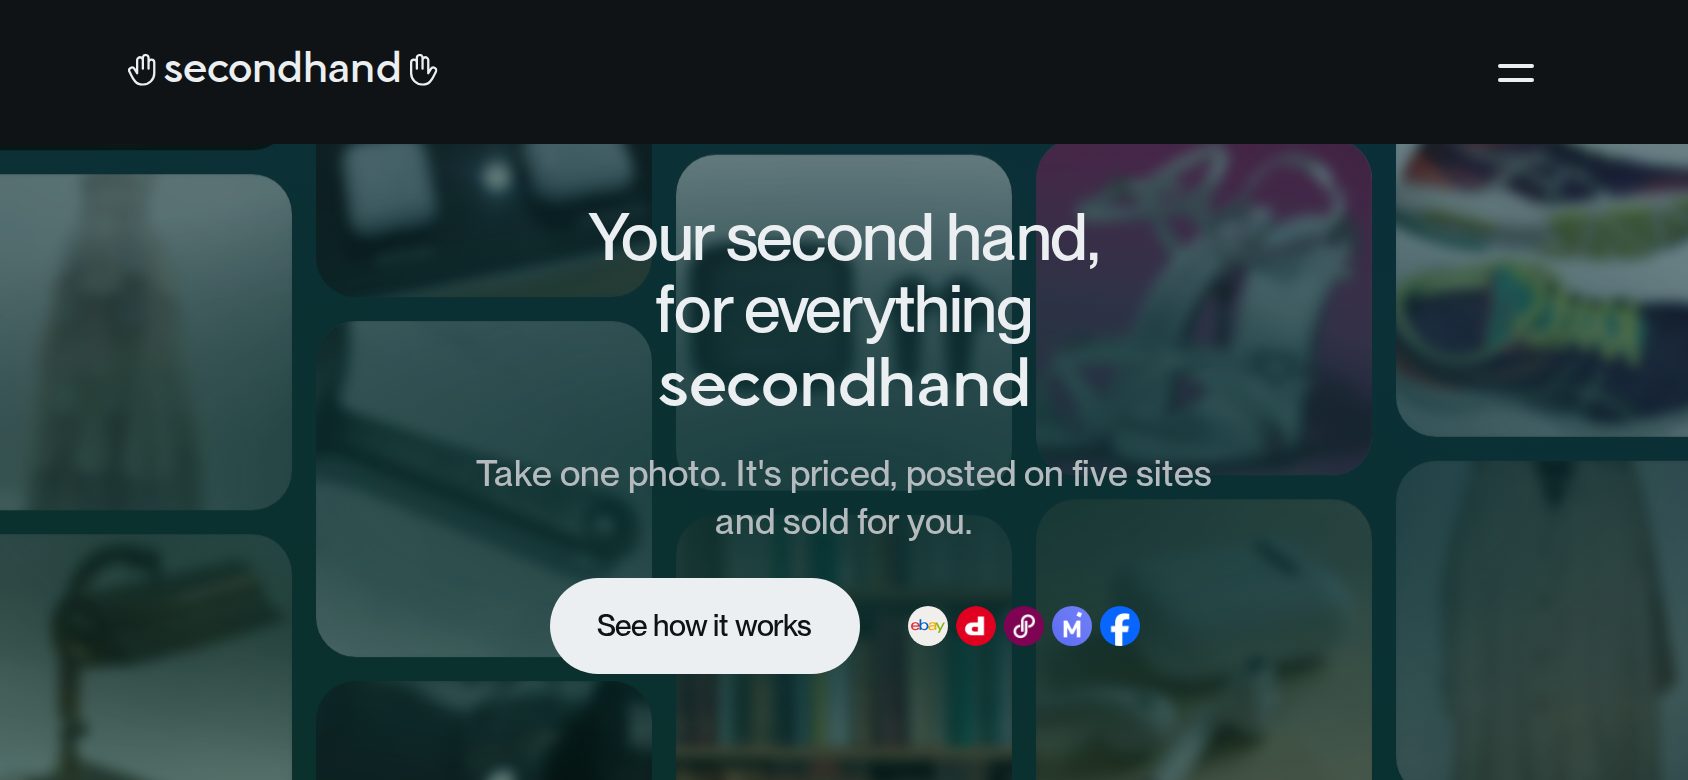 secondhand
Your second hand,
for everything
secondhand
Take one photo. It's priced, posted on five sites
and sold for you.
See how it works
ebay